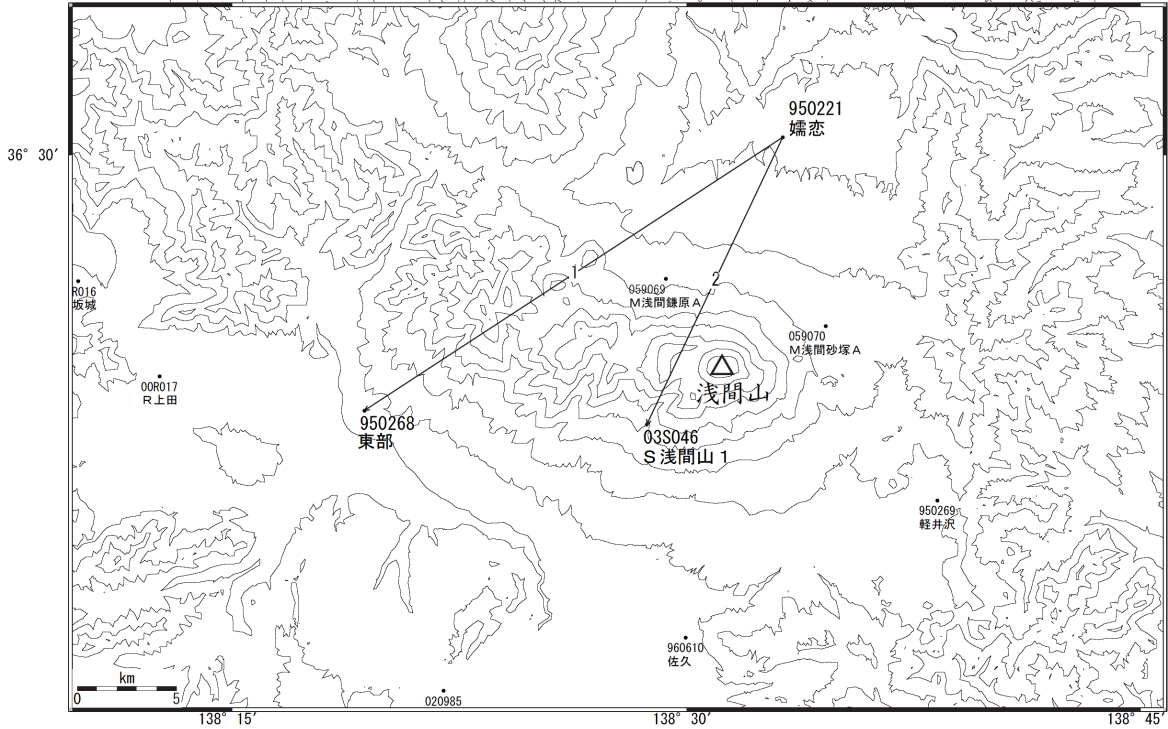 950221
嬬恋
36° 30′
1
2
R016
坂城
059069
M浅間鎌原A
059070
M浅間砂塚A
00R017
R上田
浅間山
950268
東部
03S046
S浅間山1
950269
軽井沢
960610
佐久
km
0 5
020985
138° 15′
138° 30′
138° 45′